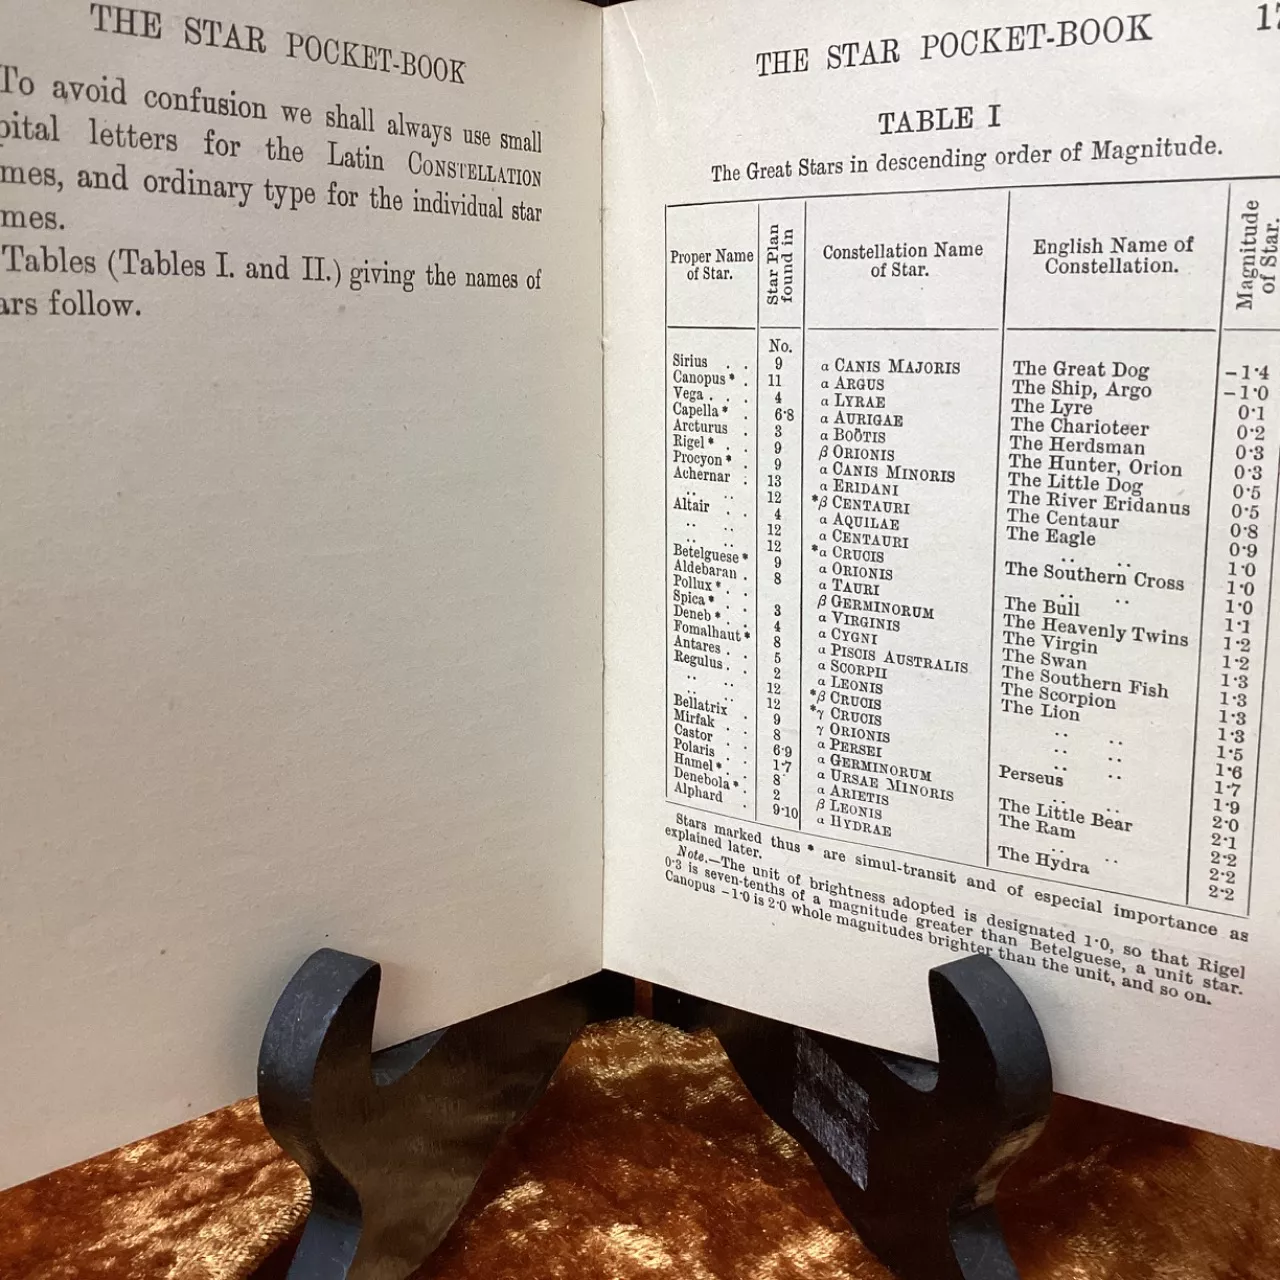 THE STAR POCKET-BOOK
To avoid confusion we shall always use small
pital letters for the Latin CONSTELLATION
mes, and ordinary type for the individual star
mes.
Tables (Tables I. and II.) giving the names of
ars follow.
THE STAR POCKET-BOOK
TABLE I
The Great Stars in descending order of Magnitude.
Proper Name of Star. Star Plan found in Constellation Name of Star. English Name of Constellation. Magnitude of Star.
No.
Sirius . . 9 α CANIS MAJORIS The Great Dog −1·4
Canopus * . 11 α ARGUS The Ship, Argo −1·0
Vega . . . 4 α LYRAE The Lyre 0·1
Capella * . 6·8 α AURIGAE The Charioteer 0·2
Arcturus . 3 α BOÖTIS The Herdsman 0·3
Rigel * . . 9 β ORIONIS The Hunter, Orion 0·3
Procyon * . 9 α CANIS MINORIS The Little Dog 0·5
Achernar . 13 α ERIDANI The River Eridanus 0·5
.. .. 12 *β CENTAURI The Centaur 0·8
Altair . . 4 α AQUILAE The Eagle 0·9
.. .. 12 α CENTAURI .. .. 1·0
.. .. 12 *α CRUCIS The Southern Cross 1·0
Betelguese * 9 α ORIONIS .. .. 1·0
Aldebaran . 8 α TAURI The Bull 1·1
Pollux * . . β GERMINORUM The Heavenly Twins 1·2
Spica * . . 3 α VIRGINIS The Virgin 1·2
Deneb * . . 4 α CYGNI The Swan 1·3
Fomalhaut * 8 α PISCIS AUSTRALIS The Southern Fish 1·3
Antares . . 5 α SCORPII The Scorpion 1·3
Regulus . . 2 α LEONIS The Lion 1·3
.. .. 12 *β CRUCIS .. .. 1·5
.. .. 12 *γ CRUCIS .. .. 1·6
Bellatrix . 9 γ ORIONIS .. .. 1·7
Mirfak . . 8 α PERSEI Perseus 1·9
Castor . . 6·9 α GERMINORUM .. .. 2·0
Polaris . . 1·7 α URSAE MINORIS The Little Bear 2·1
Hamel * . . 8 α ARIETIS The Ram 2·2
Denebola * . 2 β LEONIS .. .. 2·2
Alphard . 9·10 α HYDRAE The Hydra 2·2
Stars marked thus * are simul-transit and of especial importance as
explained later.
Note.—The unit of brightness adopted is designated 1·0, so that Rigel
0·3 is seven-tenths of a magnitude greater than Betelguese, a unit star.
Canopus −1·0 is 2·0 whole magnitudes brighter than the unit, and so on.